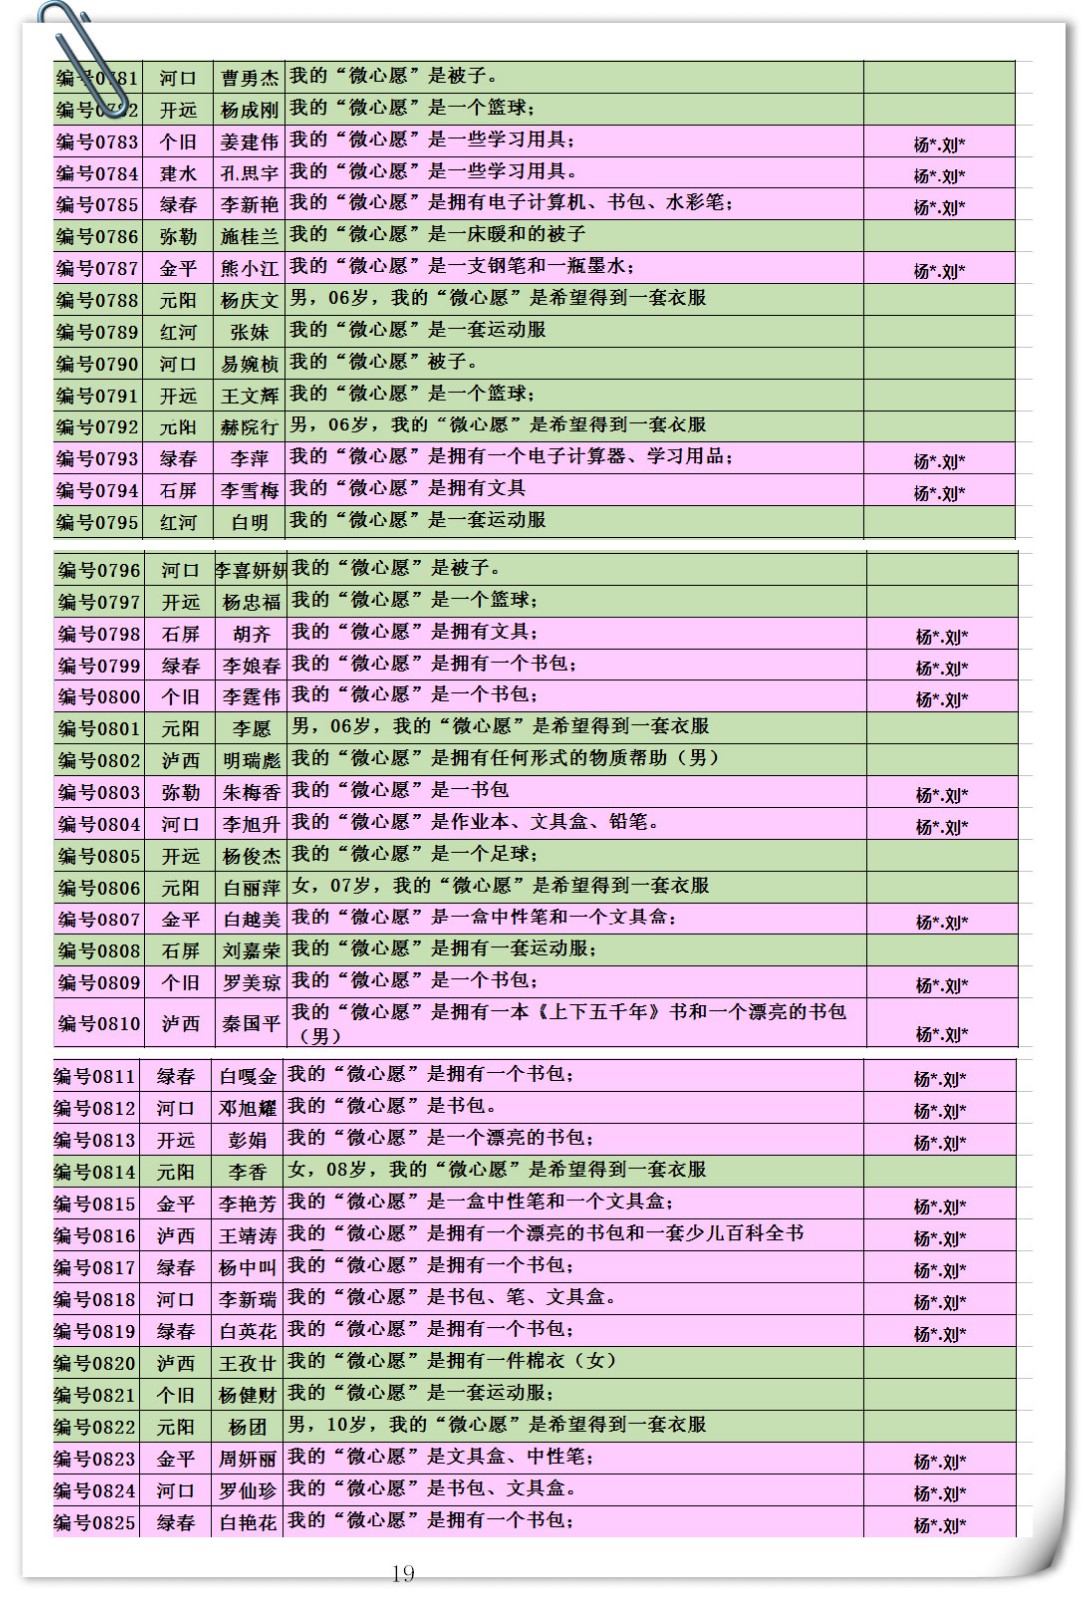 编号0781 河口 曹勇杰 我的“微心愿”是被子。
编号0782 开远 杨成刚 我的“微心愿”是一个篮球；
编号0783 个旧 姜建伟 我的“微心愿”是一些学习用具； 杨*.刘*
编号0784 建水 孔思宇 我的“微心愿”是一些学习用具。 杨*.刘*
编号0785 绿春 李新艳 我的“微心愿”是拥有电子计算机、书包、水彩笔； 杨*.刘*
编号0786 弥勒 施桂兰 我的“微心愿”是一床暖和的被子
编号0787 金平 熊小江 我的“微心愿”是一支钢笔和一瓶墨水； 杨*.刘*
编号0788 元阳 杨庆文 男，06岁，我的“微心愿”是希望得到一套衣服
编号0789 红河 张妹 我的“微心愿”是一套运动服
编号0790 河口 易婉桢 我的“微心愿”被子。
编号0791 开远 王文辉 我的“微心愿”是一个篮球；
编号0792 元阳 赫院行 男，06岁，我的“微心愿”是希望得到一套衣服
编号0793 绿春 李萍 我的“微心愿”是拥有一个电子计算器、学习用品； 杨*.刘*
编号0794 石屏 李雪梅 我的“微心愿”是拥有文具 杨*.刘*
编号0795 红河 白明 我的“微心愿”是一套运动服
编号0796 河口 李喜妍妍 我的“微心愿”是被子。
编号0797 开远 杨忠福 我的“微心愿”是一个篮球；
编号0798 石屏 胡齐 我的“微心愿”是拥有文具； 杨*.刘*
编号0799 绿春 李娘春 我的“微心愿”是拥有一个书包； 杨*.刘*
编号0800 个旧 李霆伟 我的“微心愿”是一个书包； 杨*.刘*
编号0801 元阳 李愿 男，06岁，我的“微心愿”是希望得到一套衣服
编号0802 泸西 明瑞彪 我的“微心愿”是拥有任何形式的物质帮助（男）
编号0803 弥勒 朱梅香 我的“微心愿”是一书包 杨*.刘*
编号0804 河口 李旭升 我的“微心愿”是作业本、文具盒、铅笔。 杨*.刘*
编号0805 开远 杨俊杰 我的“微心愿”是一个足球；
编号0806 元阳 白丽萍 女，07岁，我的“微心愿”是希望得到一套衣服
编号0807 金平 白越美 我的“微心愿”是一盒中性笔和一个文具盒； 杨*.刘*
编号0808 石屏 刘嘉荣 我的“微心愿”是拥有一套运动服；
编号0809 个旧 罗美琼 我的“微心愿”是一个书包； 杨*.刘*
编号0810 泸西 秦国平 我的“微心愿”是拥有一本《上下五千年》书和一个漂亮的书包
（男） 杨*.刘*
编号0811 绿春 白嘎金 我的“微心愿”是拥有一个书包； 杨*.刘*
编号0812 河口 邓旭耀 我的“微心愿”是书包。 杨*.刘*
编号0813 开远 彭娟 我的“微心愿”是一个漂亮的书包； 杨*.刘*
编号0814 元阳 李香 女，08岁，我的“微心愿”是希望得到一套衣服
编号0815 金平 李艳芳 我的“微心愿”是一盒中性笔和一个文具盒； 杨*.刘*
编号0816 泸西 王靖涛 我的“微心愿”是拥有一个漂亮的书包和一套少儿百科全书 杨*.刘*
编号0817 绿春 杨中叫 我的“微心愿”是拥有一个书包； 杨*.刘*
编号0818 河口 李新瑞 我的“微心愿”是书包、笔、文具盒。 杨*.刘*
编号0819 绿春 白英花 我的“微心愿”是拥有一个书包； 杨*.刘*
编号0820 泸西 王孜廿 我的“微心愿”是拥有一件棉衣（女）
编号0821 个旧 杨健财 我的“微心愿”是一套运动服；
编号0822 元阳 杨团 男，10岁，我的“微心愿”是希望得到一套衣服
编号0823 金平 周妍丽 我的“微心愿”是文具盒、中性笔； 杨*.刘*
编号0824 河口 罗仙珍 我的“微心愿”是书包、文具盒。 杨*.刘*
编号0825 绿春 白艳花 我的“微心愿”是拥有一个书包； 杨*.刘*
19